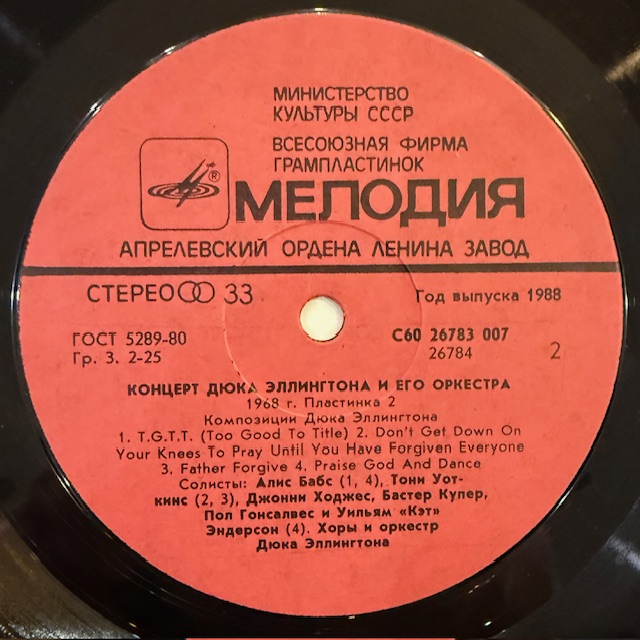 МИНИСТЕРСТВО
КУЛЬТУРЫ СССР
ВСЕСОЮЗНАЯ ФИРМА
ГРАМПЛАСТИНОК
®
МЕЛОДИЯ
АПРЕЛЕВСКИЙ ОРДЕНА ЛЕНИНА ЗАВОД
СТЕРЕО 33
Год выпуска 1988
ГОСТ 5289-80
Гр. 3. 2-25
С60 26783 007
26784
2
КОНЦЕРТ ДЮКА ЭЛЛИНГТОНА И ЕГО ОРКЕСТРА
1968 г. Пластинка 2
Композиции Дюка Эллингтона
1. T.G.T.T. (Too Good To Title) 2. Don't Get Down On
Your Knees To Pray Until You Have Forgiven Everyone
3. Father Forgive 4. Praise God And Dance
Солисты: Алис Бабс (1, 4), Тони Уот-
кинс (2, 3), Джонни Ходжес, Бастер Купер,
Пол Гонсалвес и Уильям «Кэт»
Эндерсон (4). Хоры и оркестр
Дюка Эллингтона